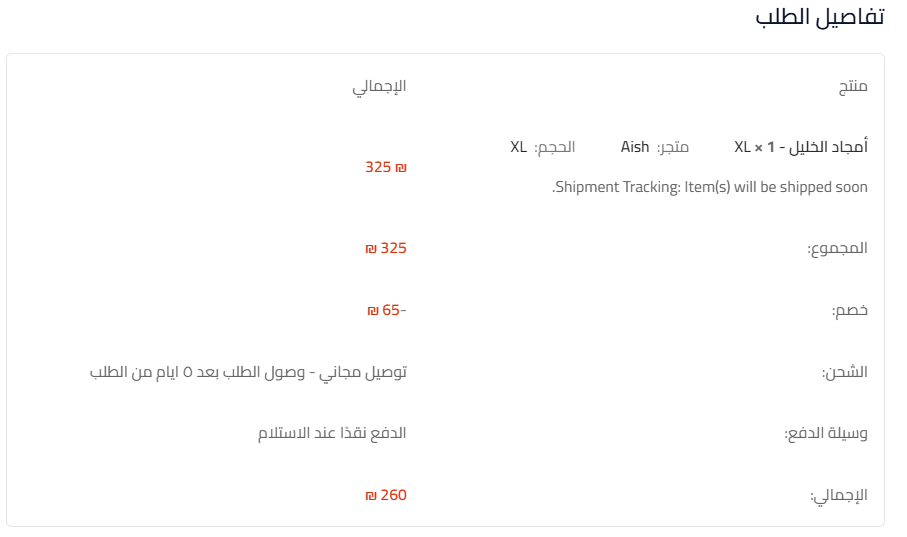 تفاصيل الطلب
منتج الإجمالي
أمجاد الخليل - XL × 1 متجر: Aish الحجم: XL
₪ 325
Shipment Tracking: Item(s) will be shipped soon.
المجموع: 325 ₪
خصم: -65 ₪
الشحن: توصيل مجاني - وصول الطلب بعد ٥ ايام من الطلب
وسيلة الدفع: الدفع نقدًا عند الاستلام
الإجمالي: 260 ₪